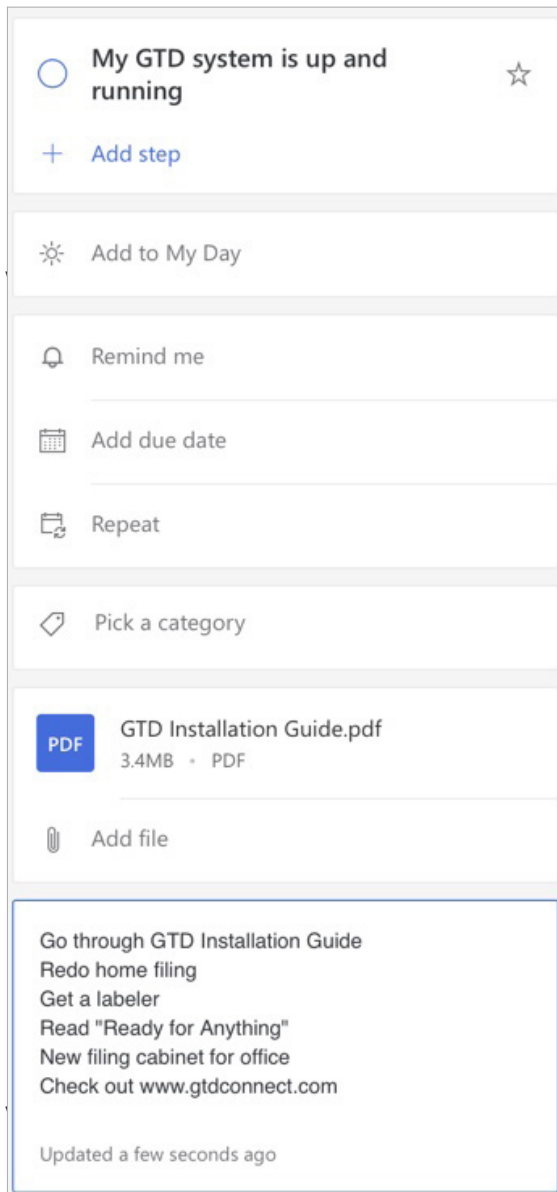 My GTD system is up and
running
Add step
Add to My Day
Remind me
Add due date
Repeat
Pick a category
PDF
GTD Installation Guide.pdf
3.4MB • PDF
Add file
Go through GTD Installation Guide
Redo home filing
Get a labeler
Read "Ready for Anything"
New filing cabinet for office
Check out www.gtdconnect.com
Updated a few seconds ago